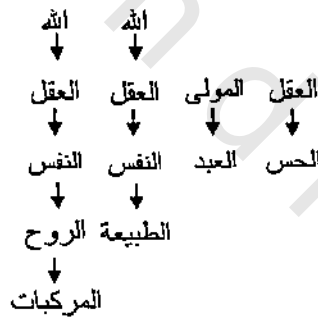 الله الله
العقل المولى العقل العقل
الحس العبد النفس النفس
الطبيعة الروح
المركبات